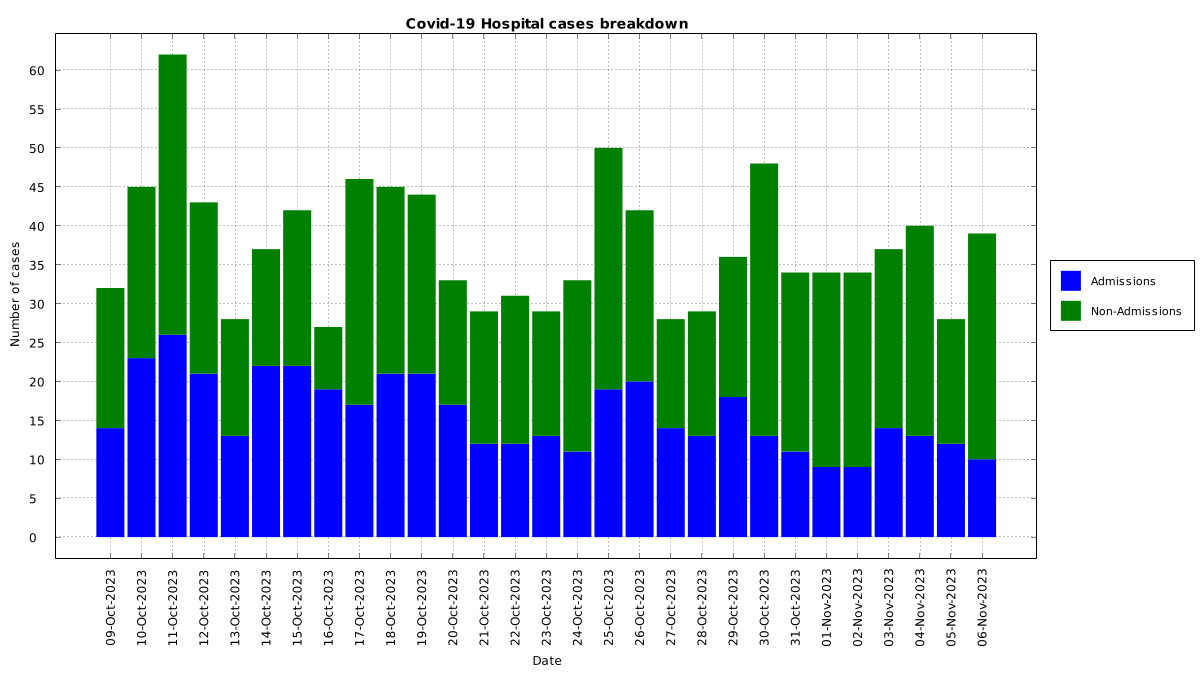 Covid-19 Hospital cases breakdown
Number of cases
60
55
50
45
40
35
30
25
20
15
10
5
0
09-Oct-2023
10-Oct-2023
11-Oct-2023
12-Oct-2023
13-Oct-2023
14-Oct-2023
15-Oct-2023
16-Oct-2023
17-Oct-2023
18-Oct-2023
19-Oct-2023
20-Oct-2023
21-Oct-2023
22-Oct-2023
23-Oct-2023
24-Oct-2023
25-Oct-2023
26-Oct-2023
27-Oct-2023
28-Oct-2023
29-Oct-2023
30-Oct-2023
31-Oct-2023
01-Nov-2023
02-Nov-2023
03-Nov-2023
04-Nov-2023
05-Nov-2023
06-Nov-2023
Date
Admissions
Non-Admissions